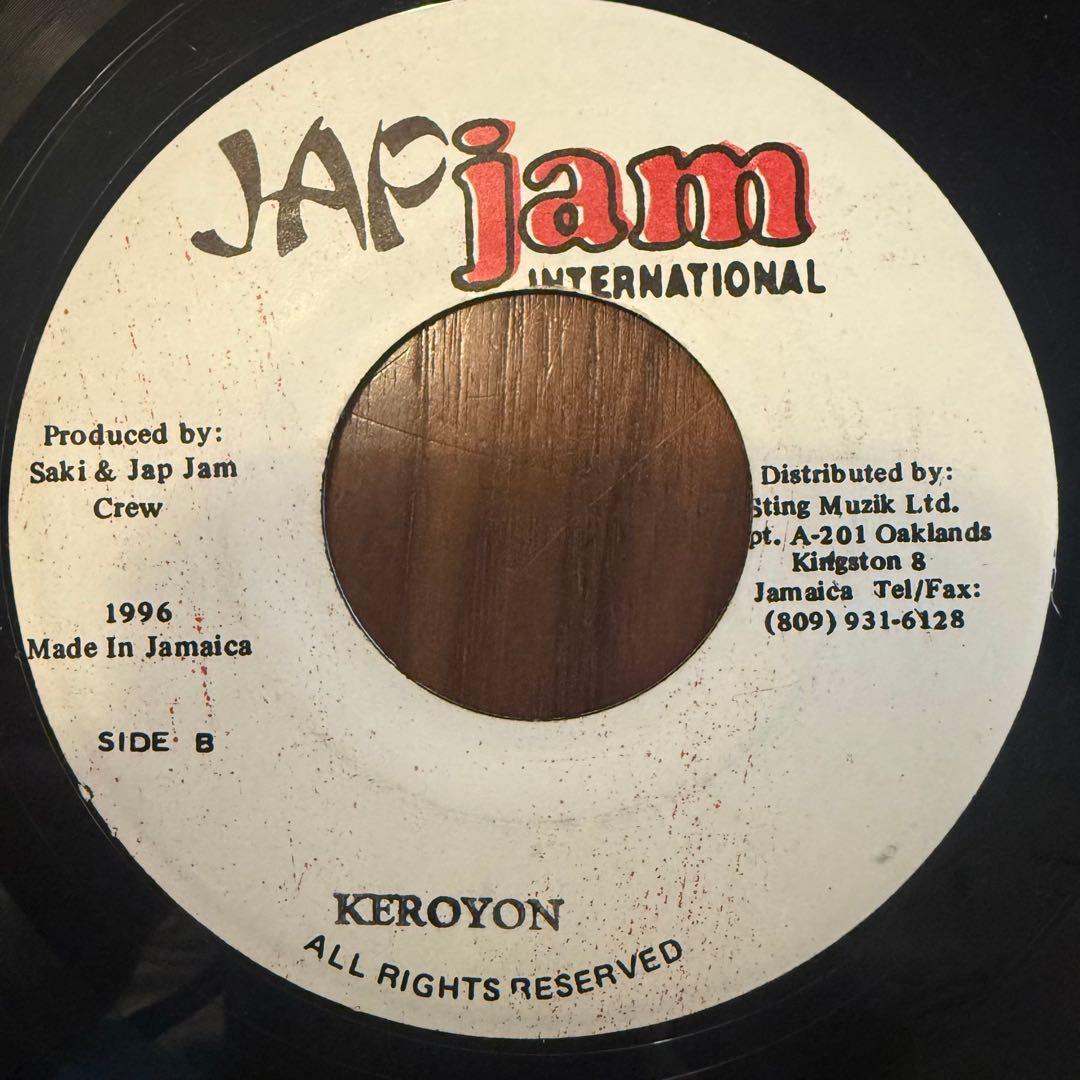 JAP jam
INTERNATIONAL
Produced by:
Saki & Jap Jam
Crew
1996
Made In Jamaica
SIDE B
Distributed by:
Sting Muzik Ltd.
pt. A-201 Oaklands
Kingston 8
Jamaica Tel/Fax:
(809) 931-6128
KEROYON
ALL RIGHTS RESERVED